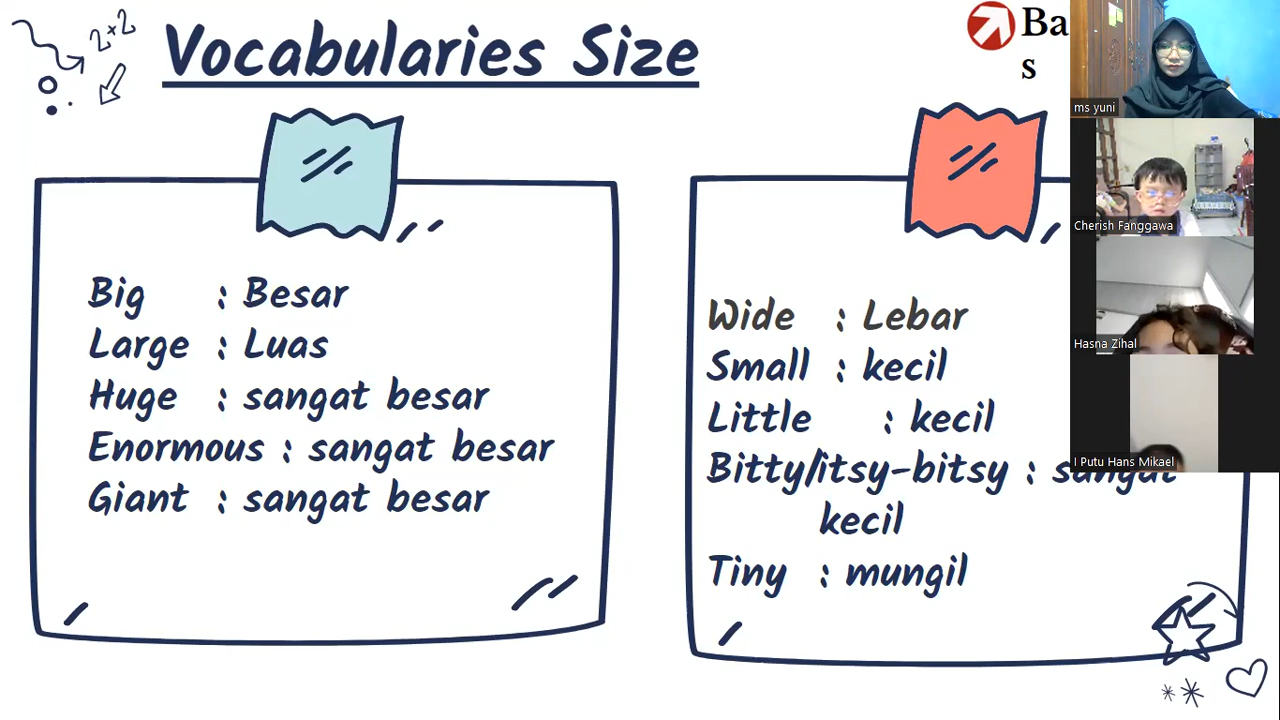 2+2
Vocabularies Size
Ba
s
Big : Besar
Large : Luas
Huge : sangat besar
Enormous : sangat besar
Giant : sangat besar
Wide : Lebar
Small : kecil
Little : kecil
Bitty/itsy-bitsy : sangat
kecil
Tiny : mungil
ms yuni
Cherish Fanggawa
Hasna Zihal
I Putu Hans Mikael